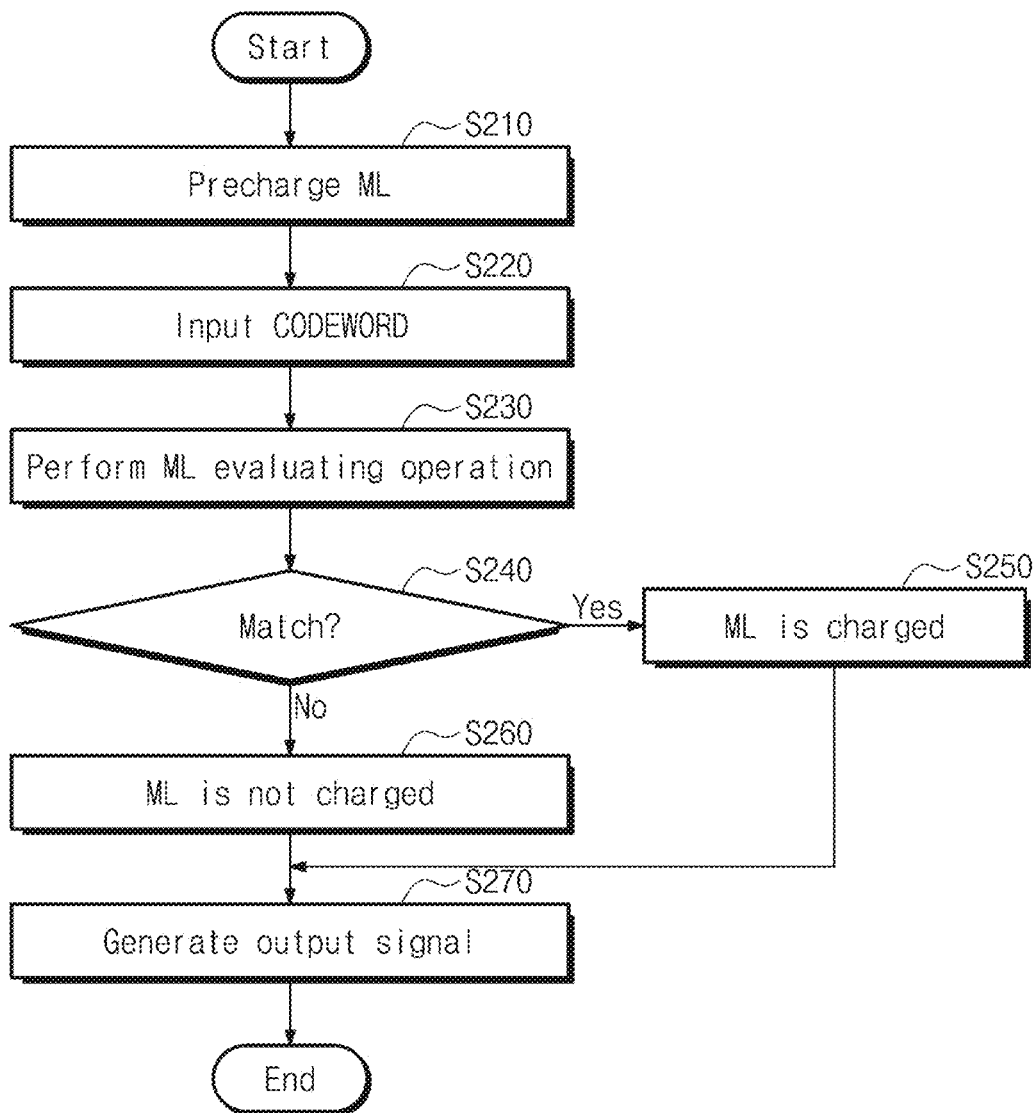 Start
S210
Precharge ML
S220
Input CODEWORD
S230
Perform ML evaluating operation
S240
Match?
Yes
S250
ML is charged
No
S260
ML is not charged
S270
Generate output signal
End